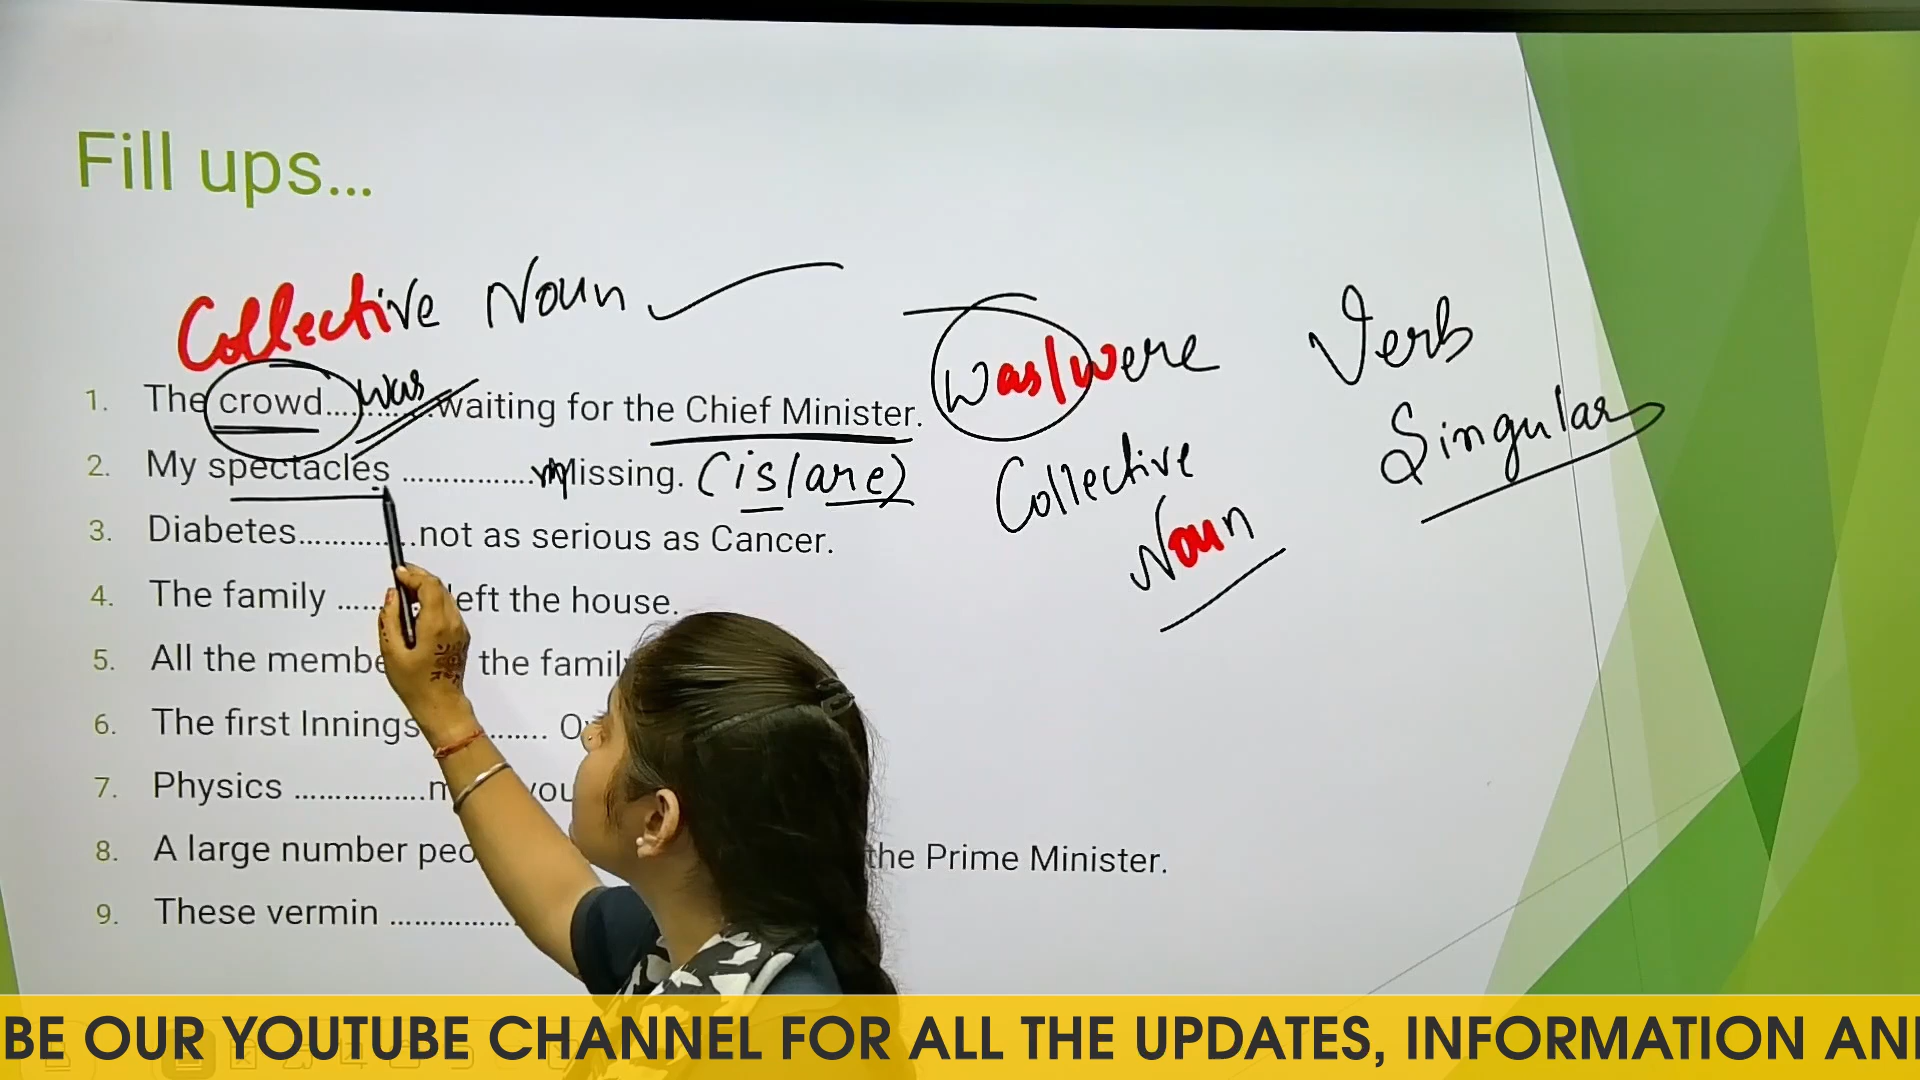 Fill ups...
Collective Noun
was/were Verb
Singular
1. The crowd.... was ....waiting for the Chief Minister.
Collective
Noun
2. My spectacles ...............Missing. (is/are)
3. Diabetes..............not as serious as Cancer.
4. The family ...... left the house.
5. All the membe the family
6. The first Innings ....... O
7. Physics ...............m you
8. A large number peo the Prime Minister.
9. These vermin ...............
BE OUR YOUTUBE CHANNEL FOR ALL THE UPDATES, INFORMATION AN